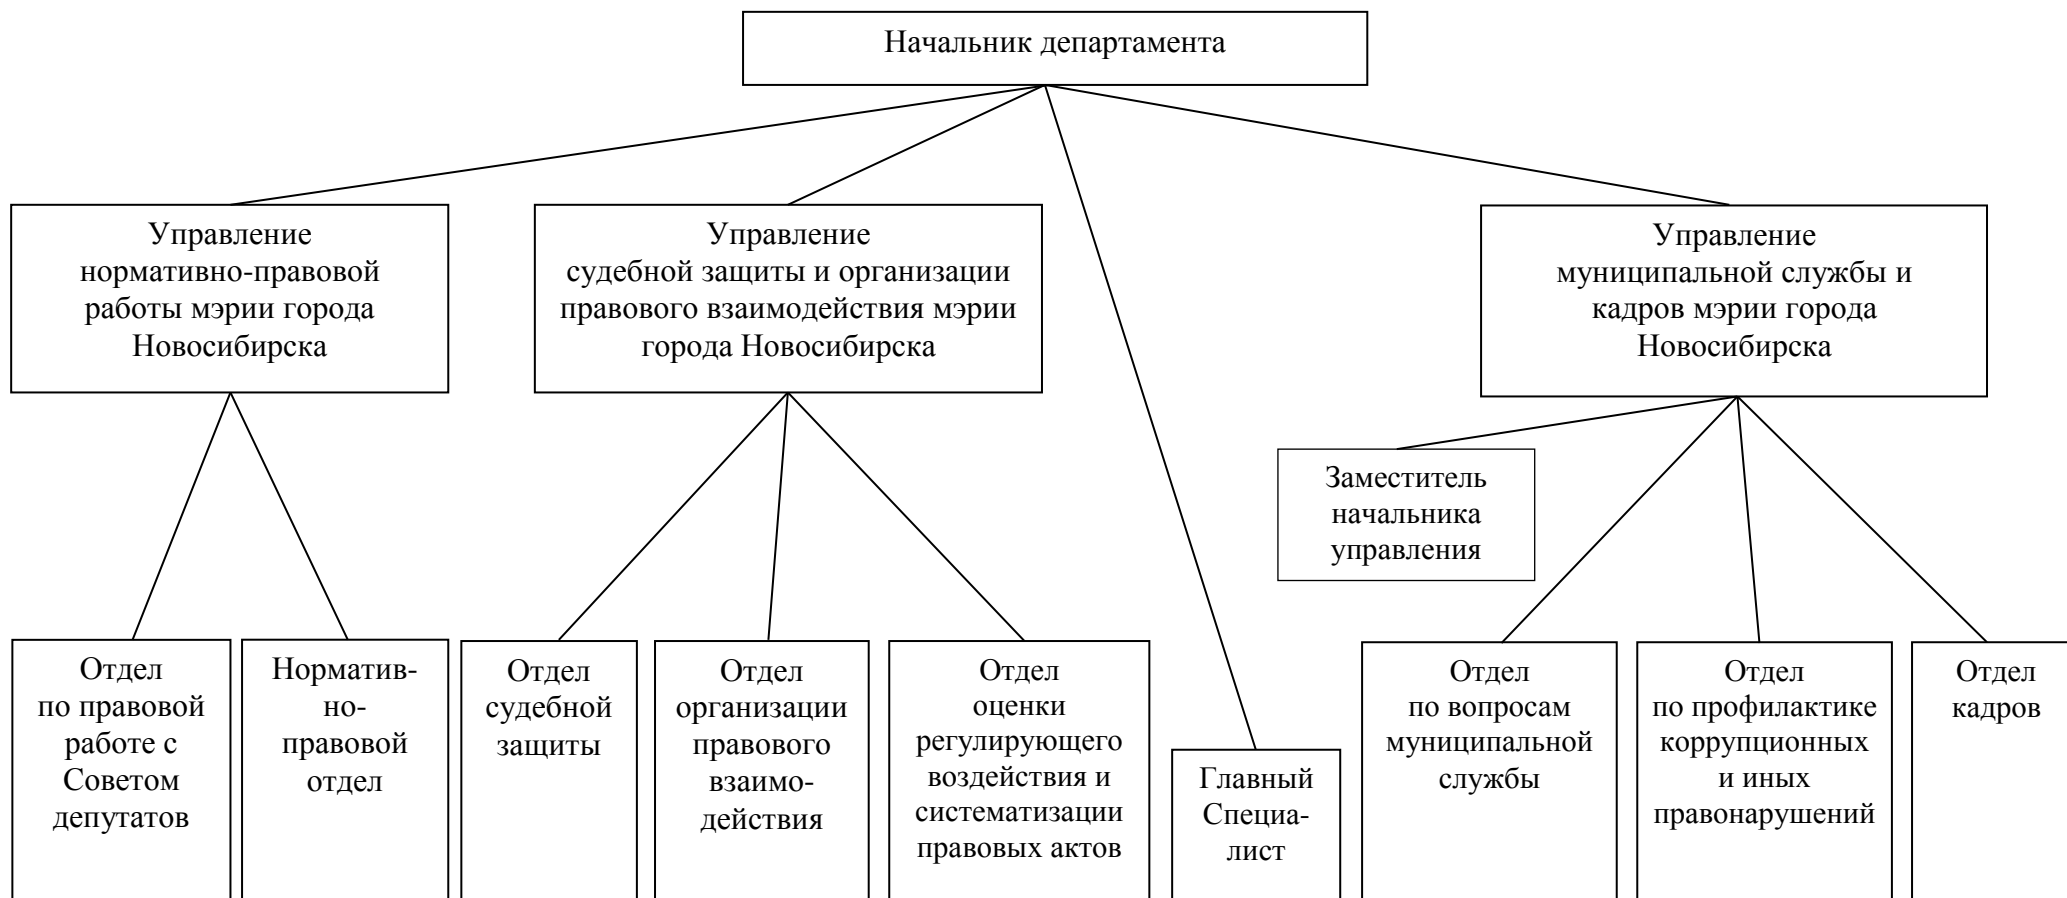 Начальник департамента
Управление
нормативно-правовой
работы мэрии города
Новосибирска
Управление
судебной защиты и организации
правового взаимодействия мэрии
города Новосибирска
Управление
муниципальной службы и
кадров мэрии города
Новосибирска
Заместитель
начальника
управления
Отдел
по правовой
работе с
Советом
депутатов
Норматив-
но-
правовой
отдел
Отдел
судебной
защиты
Отдел
организации
правового
взаимо-
действия
Отдел
оценки
регулирующего
воздействия и
систематизации
правовых актов
Главный
Специа-
лист
Отдел
по вопросам
муниципальной
службы
Отдел
по профилактике
коррупционных
и иных
правонарушений
Отдел
кадров